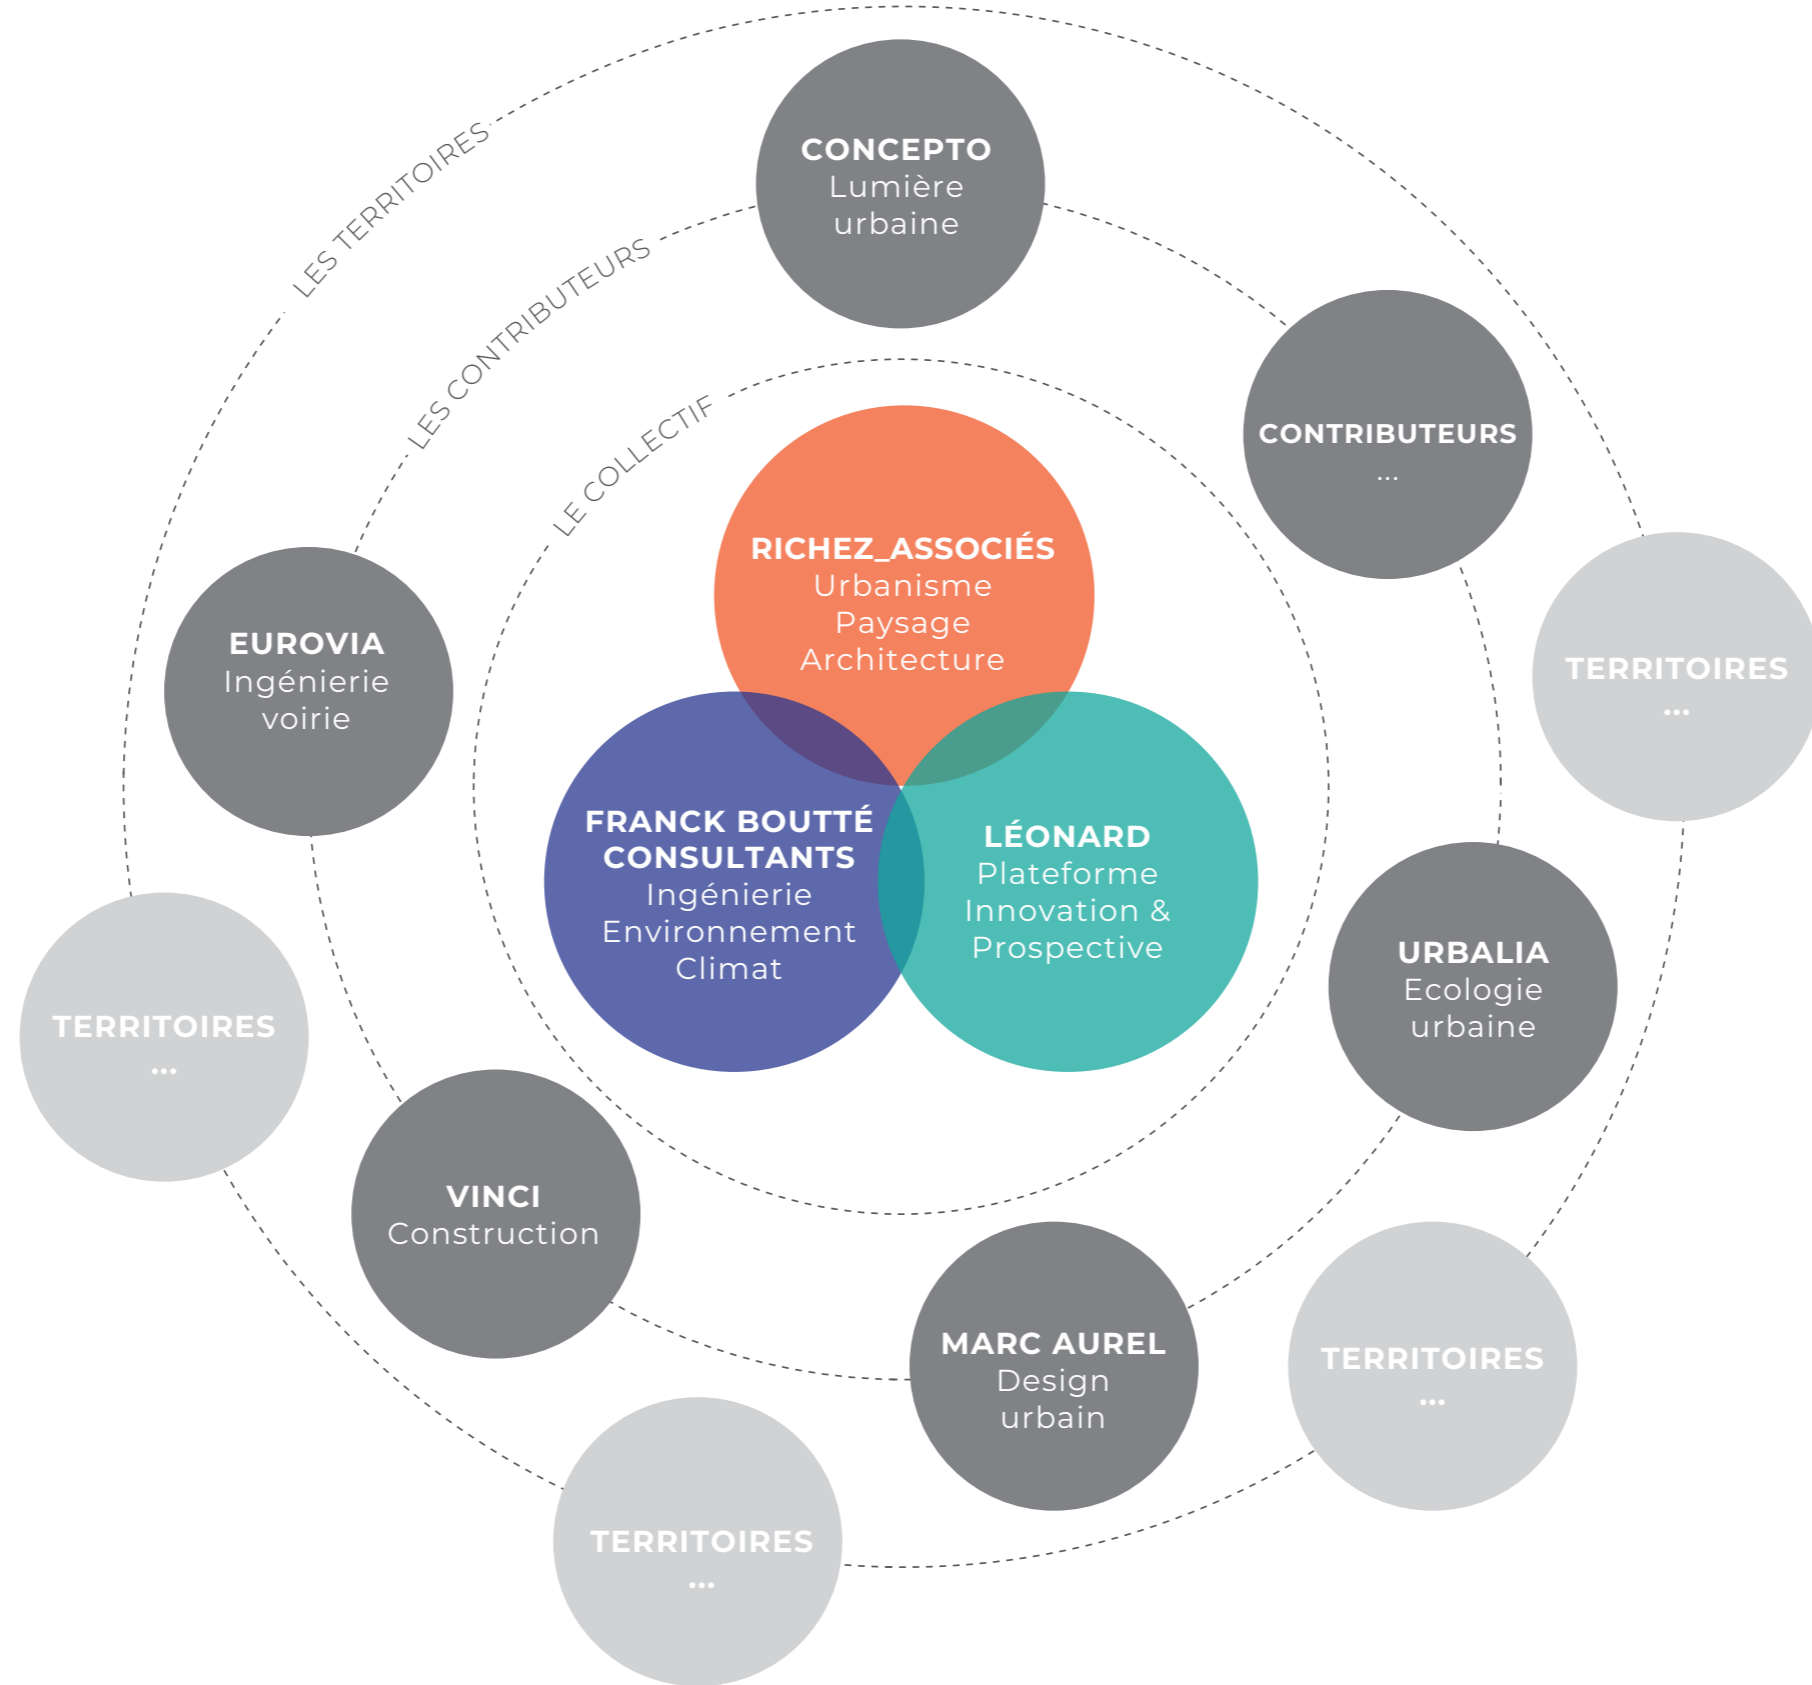 LES TERRITOIRES
LES CONTRIBUTEURS
LE COLLECTIF
CONCEPTO
Lumière
urbaine
CONTRIBUTEURS
...
RICHEZ_ASSOCIÉS
Urbanisme
Paysage
Architecture
EUROVIA
Ingénierie
voirie
TERRITOIRES
...
FRANCK BOUTTÉ
CONSULTANTS
Ingénierie
Environnement
Climat
LÉONARD
Plateforme
Innovation &
Prospective
URBALIA
Ecologie
urbaine
TERRITOIRES
...
VINCI
Construction
MARC AUREL
Design
urbain
TERRITOIRES
...
TERRITOIRES
...